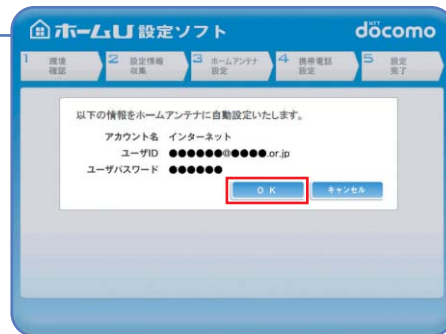 ホームU 設定ソフト
NTT docomo
1 環境確認
2 設定情報収集
3 ホームアンテナ設定
4 携帯電話設定
5 設定完了
以下の情報をホームアンテナに自動設定いたします。
アカウント名 インターネット
ユーザID ●●●●●●@●●●●.or.jp
ユーザパスワード ●●●●●●
OK キャンセル